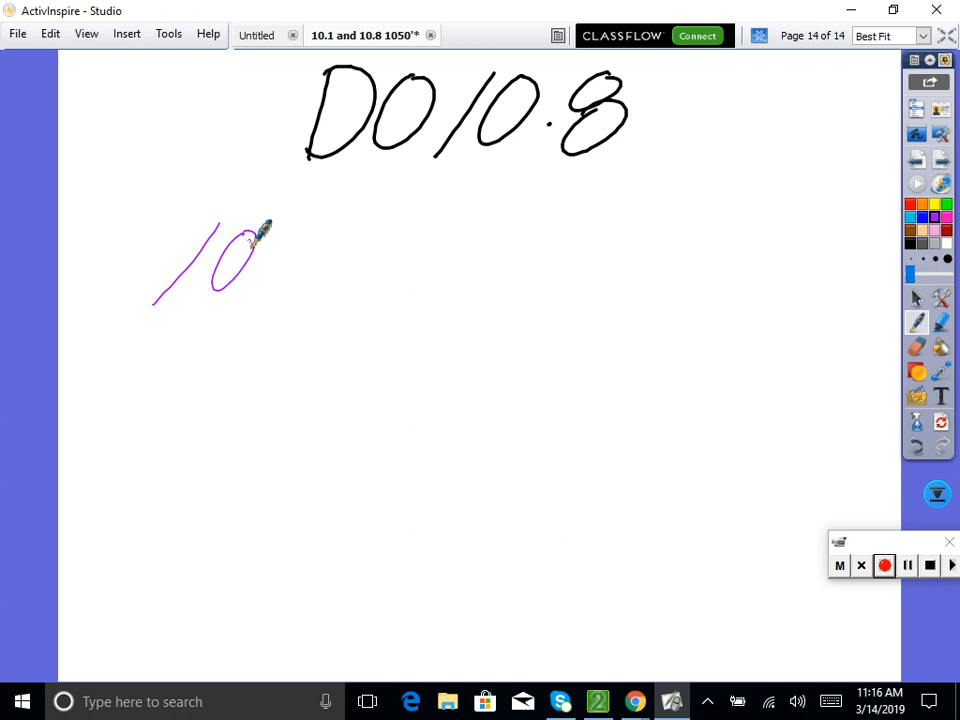 ActivInspire - Studio
File Edit View Insert Tools Help Untitled 10.1 and 10.8 1050'* CLASSFLOW Connect Page 14 of 14 Best Fit
DO 10.8
10
M
T
2
Type here to search
11:16 AM
3/14/2019